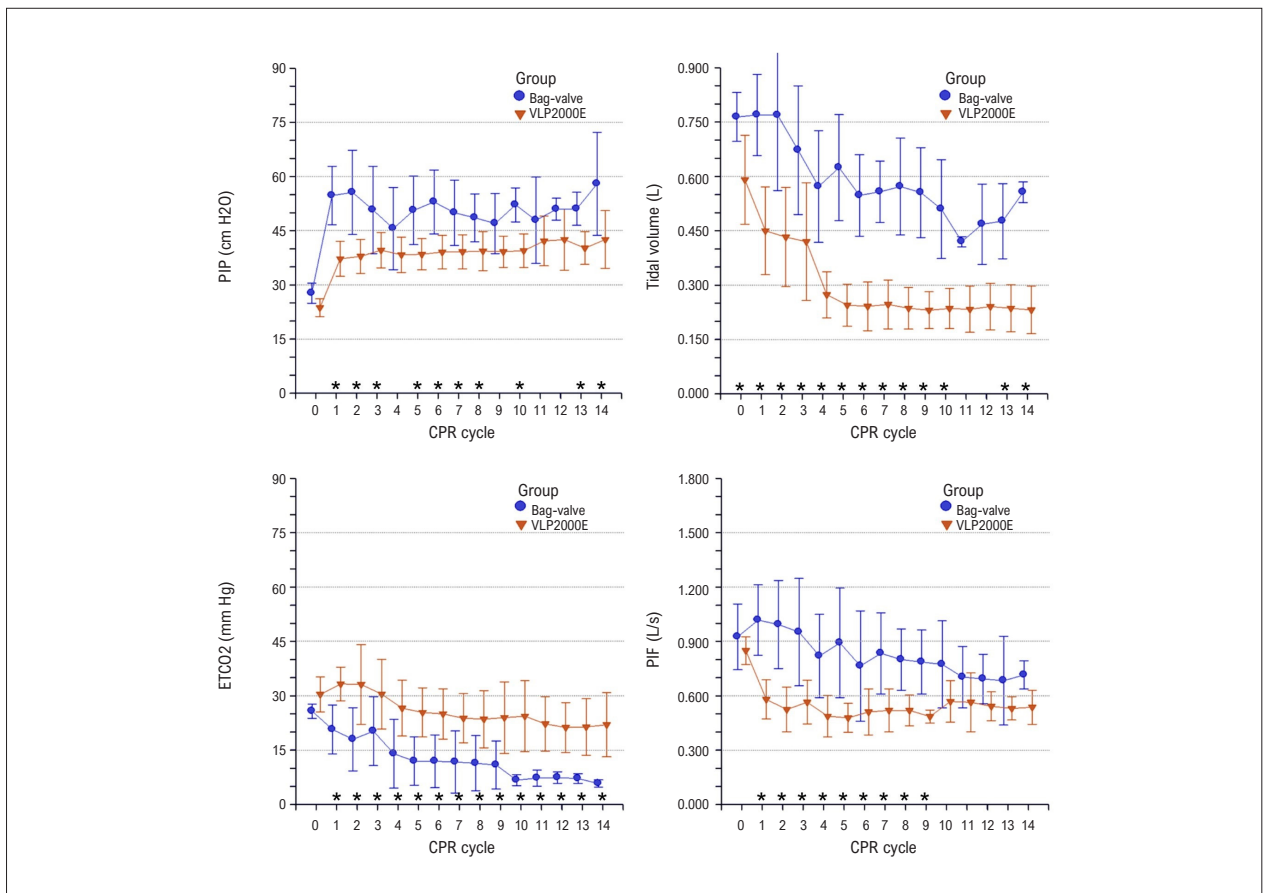 90
75
60
45
30
15
0
PIP (cm H2O)
Group
Bag-valve
VLP2000E
* * * * * * * * * *
0 1 2 3 4 5 6 7 8 9 10 11 12 13 14
CPR cycle
0.900
0.750
0.600
0.450
0.300
0.150
0.000
Tidal volume (L)
Group
Bag-valve
VLP2000E
* * * * * * * * * * * * *
0 1 2 3 4 5 6 7 8 9 10 11 12 13 14
CPR cycle
90
75
60
45
30
15
0
ETCO2 (mm Hg)
Group
Bag-valve
VLP2000E
* * * * * * * * * * * * * *
0 1 2 3 4 5 6 7 8 9 10 11 12 13 14
CPR cycle
1.800
1.500
1.200
0.900
0.600
0.300
0.000
PIF (L/s)
Group
Bag-valve
VLP2000E
* * * * * * * * *
0 1 2 3 4 5 6 7 8 9 10 11 12 13 14
CPR cycle